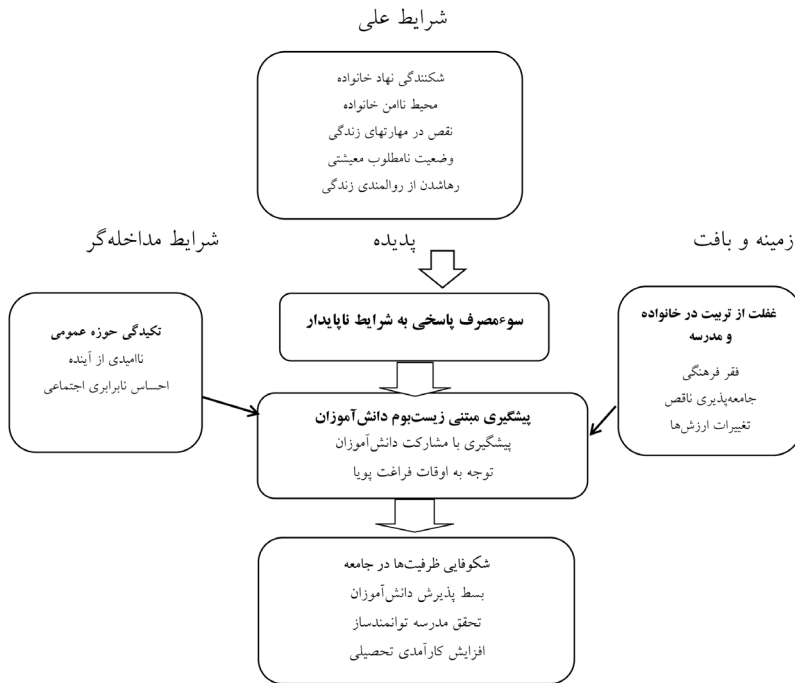 شرایط علی
شکنندگی نهاد خانواده
محیط ناامن خانواده
نقص در مهارتهای زندگی
وضعیت نامطلوب معیشتی
رهاشدن از روالمندی زندگی
زمینه و بافت
پدیده
شرایط مداخله‌گر
غفلت از تربیت در خانواده
و مدرسه
فقر فرهنگی
جامعه‌پذیری ناقص
تغییرات ارزش‌ها
سوءمصرف پاسخی به شرایط ناپایدار
تکیدگی حوزه عمومی
ناامیدی از آینده
احساس نابرابری اجتماعی
پیشگیری مبتنی زیست‌بوم دانش‌آموزان
پیشگیری با مشارکت دانش‌آموزان
توجه به اوقات فراغت پویا
شکوفایی ظرفیت‌ها در جامعه
بسط پذیرش دانش‌آموزان
تحقق مدرسه توانمندساز
افزایش کارآمدی تحصیلی